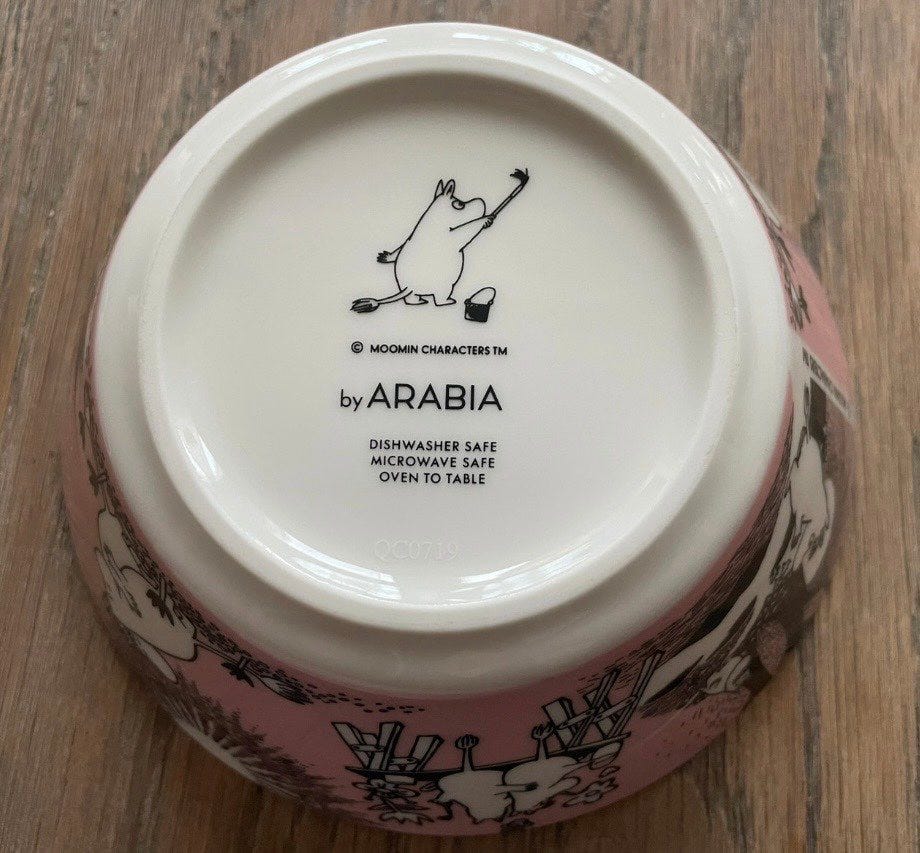 © MOOMIN CHARACTERS TM
by ARABIA
DISHWASHER SAFE
MICROWAVE SAFE
OVEN TO TABLE
QC0719